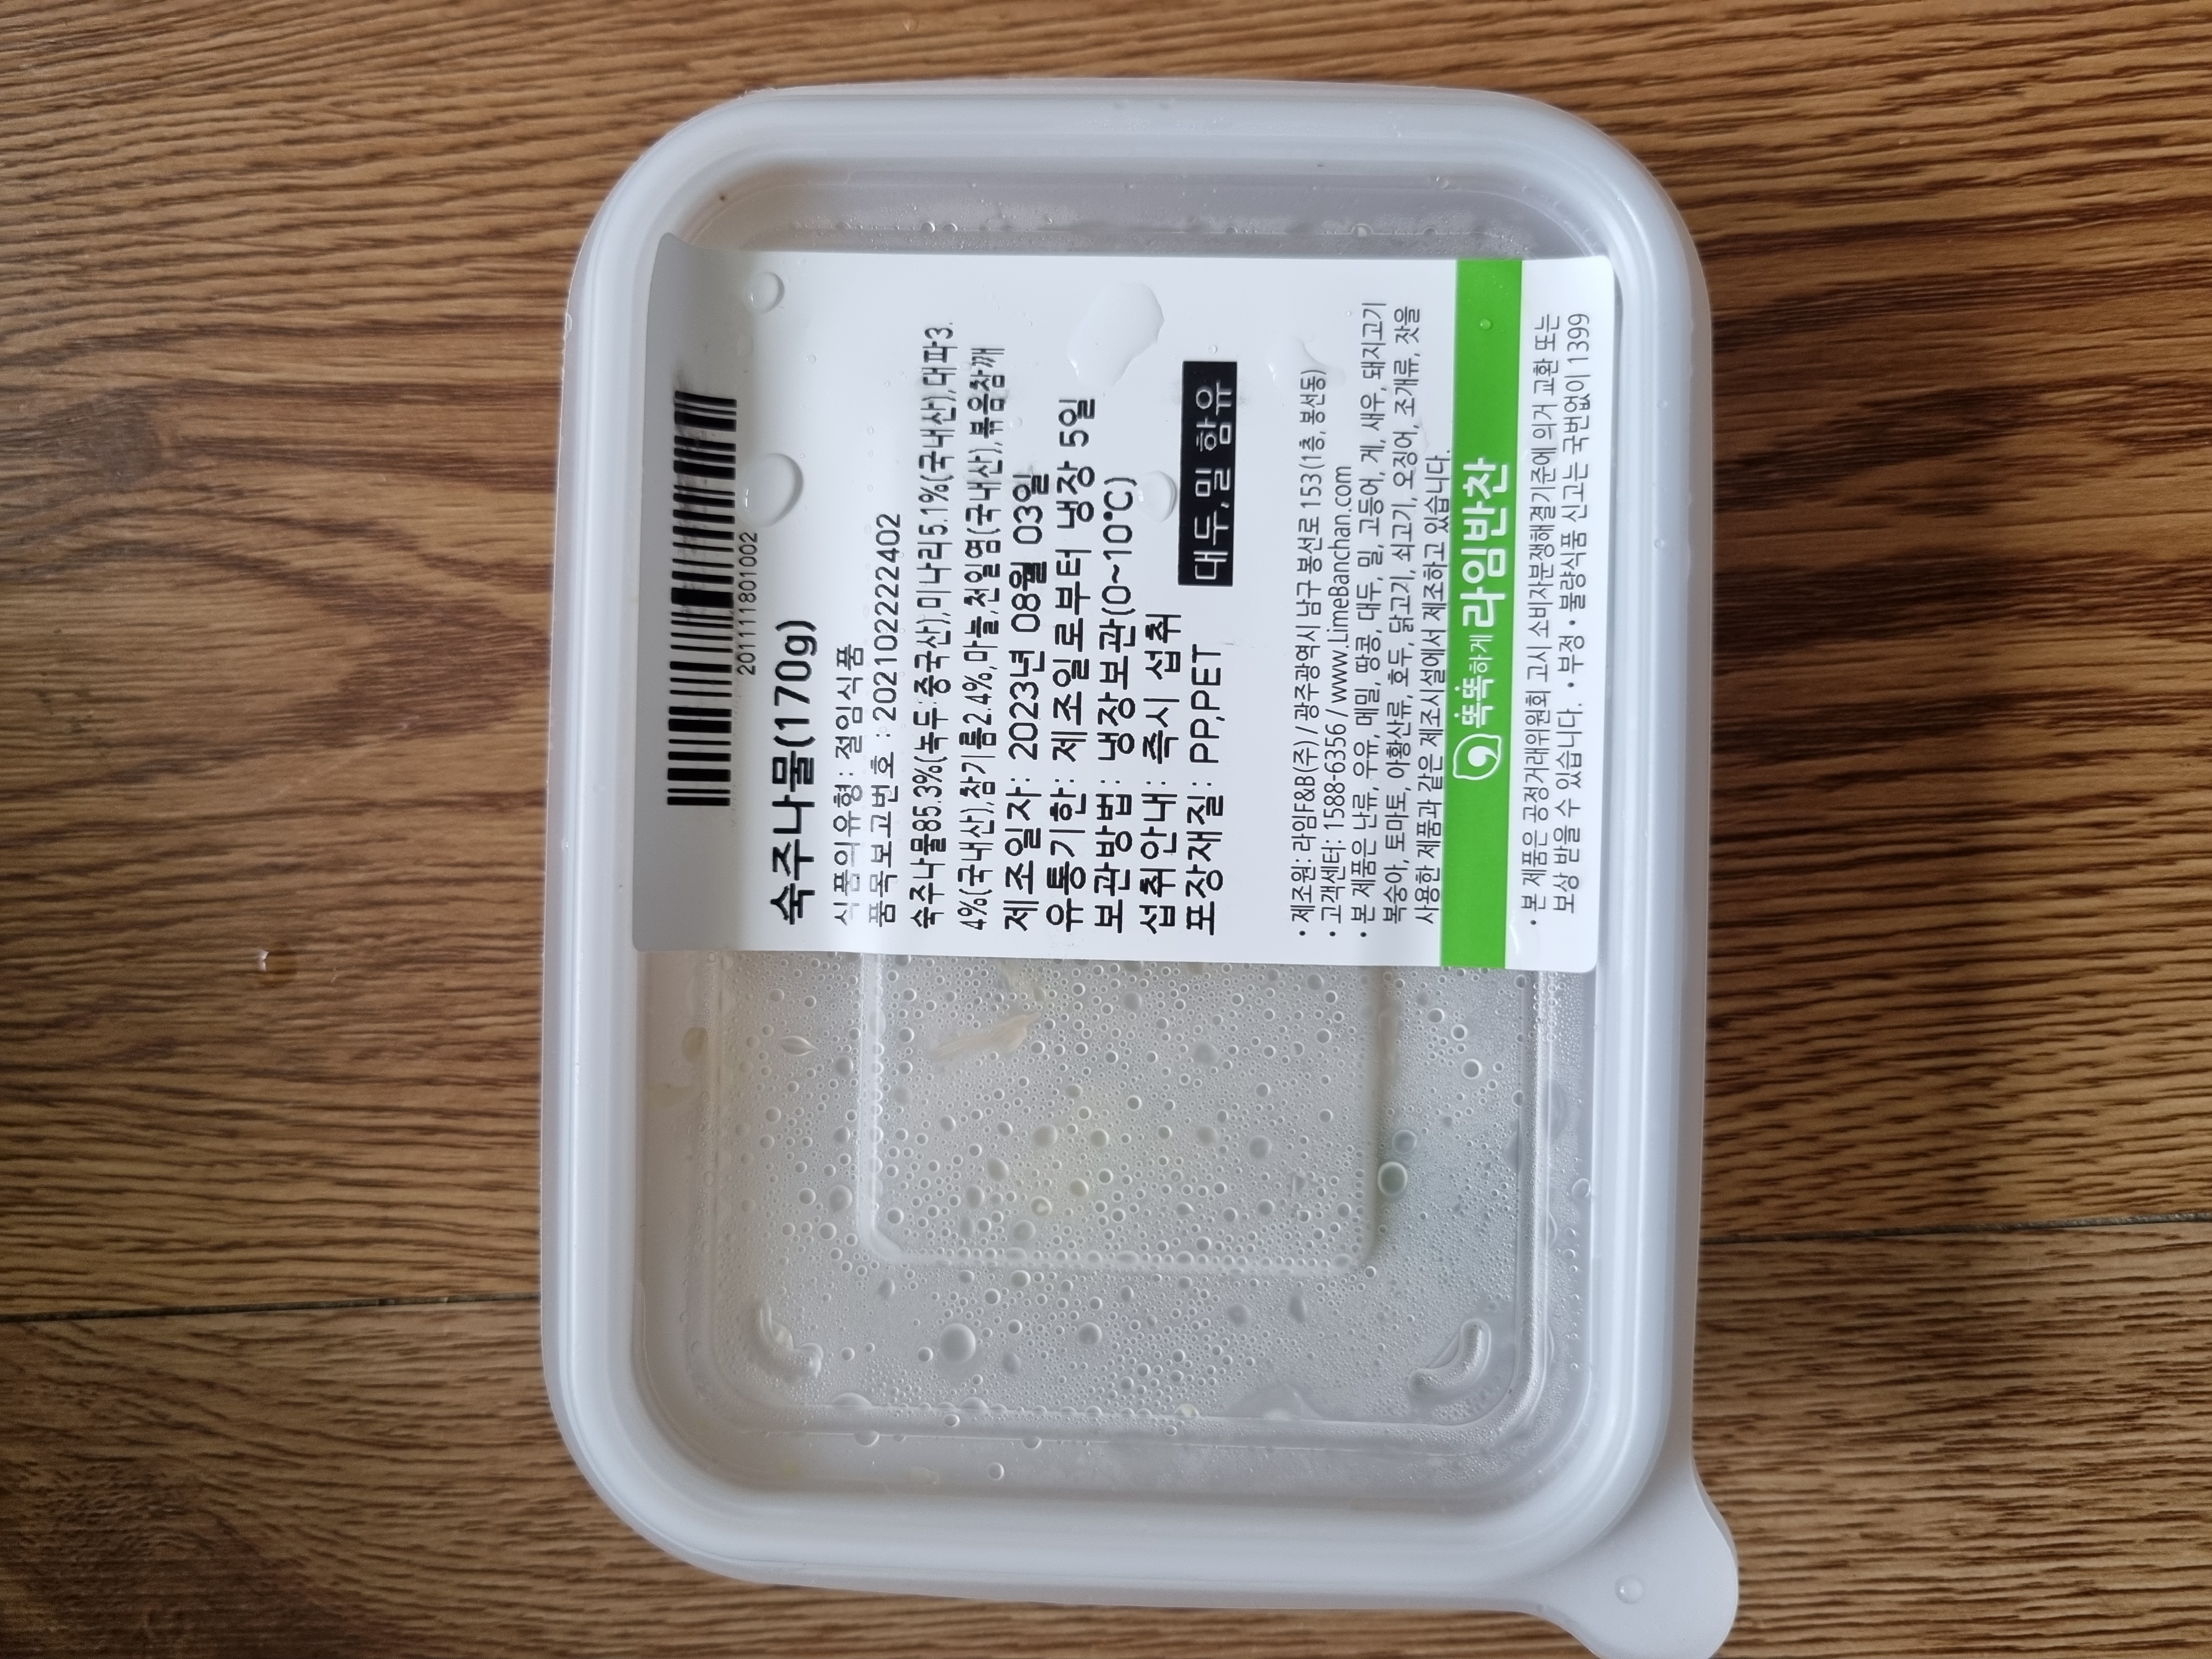 201111801002
숙주나물(170g)
식품의유형: 절임식품
품목보고번호 : 20210222222402
숙주나물85.3%(녹두:중국산),미나리5.1%(국내산),대파3.
4%(국내산),참기름2.4%,마늘,천일염(국내산),볶음참깨
제조일자: 2023년 08월 03일
유통기한: 제조일로부터 냉장 5일
보관방법: 냉장보관(0~10℃)
섭취안내: 즉시 섭취
포장재질: PP,PET
대두,밀 함유
• 제조원: 라임F&B(주) / 광주광역시 남구 봉선로 153(1층, 봉선동)
• 고객센터: 1588-6356 / www.LimeBanchan.com
• 본 제품은 난류, 우유, 메밀, 땅콩, 대두, 밀, 고등어, 게, 새우, 돼지고기
복숭아, 토마토, 아황산류, 호두, 닭고기, 쇠고기, 오징어, 조개류, 잣을
사용한 제품과 같은 제조시설에서 제조하고 있습니다.
똑똑하게 라임반찬
• 본 제품은 공정거래위원회 고시 소비자분쟁해결기준에 의거 교환 또는
보상 받을 수 있습니다. • 부정 • 불량식품 신고는 국번없이 1399